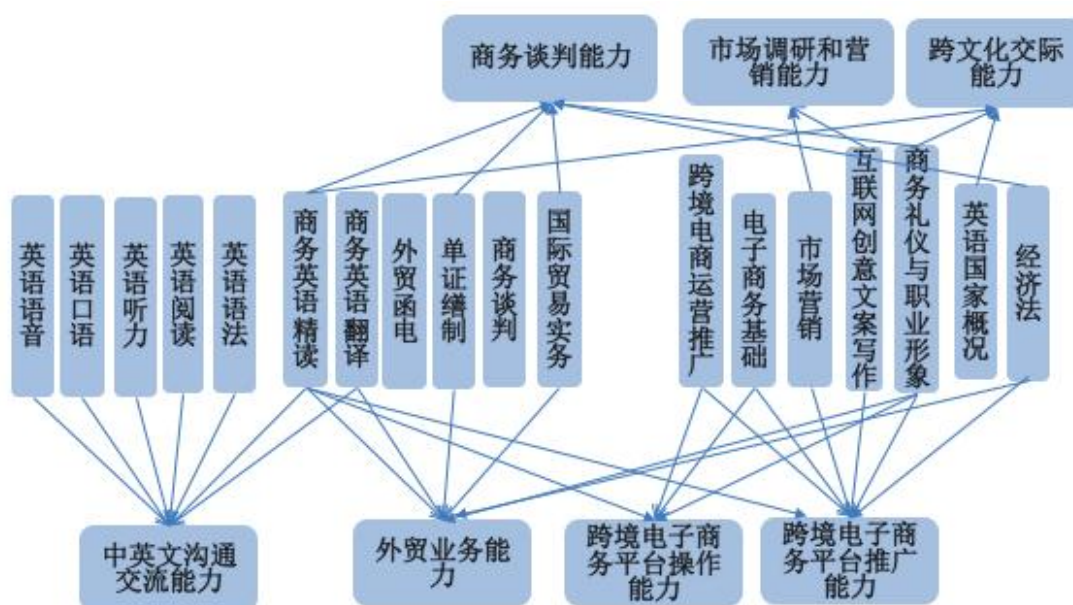 商务谈判能力
市场调研和营
销能力
跨文化交际
能力
英语语音
英语口语
英语听力
英语阅读
英语语法
商务英语精读
商务英语翻译
外贸函电
单证缮制
商务谈判
国际贸易实务
跨境电商运营推广
电子商务基础
市场营销
互联网创意文案写作
商务礼仪与职业形象
英语国家概况
经济法
中英文沟通
交流能力
外贸业务能
力
跨境电子商
务平台操作
能力
跨境电子商
务平台推广
能力